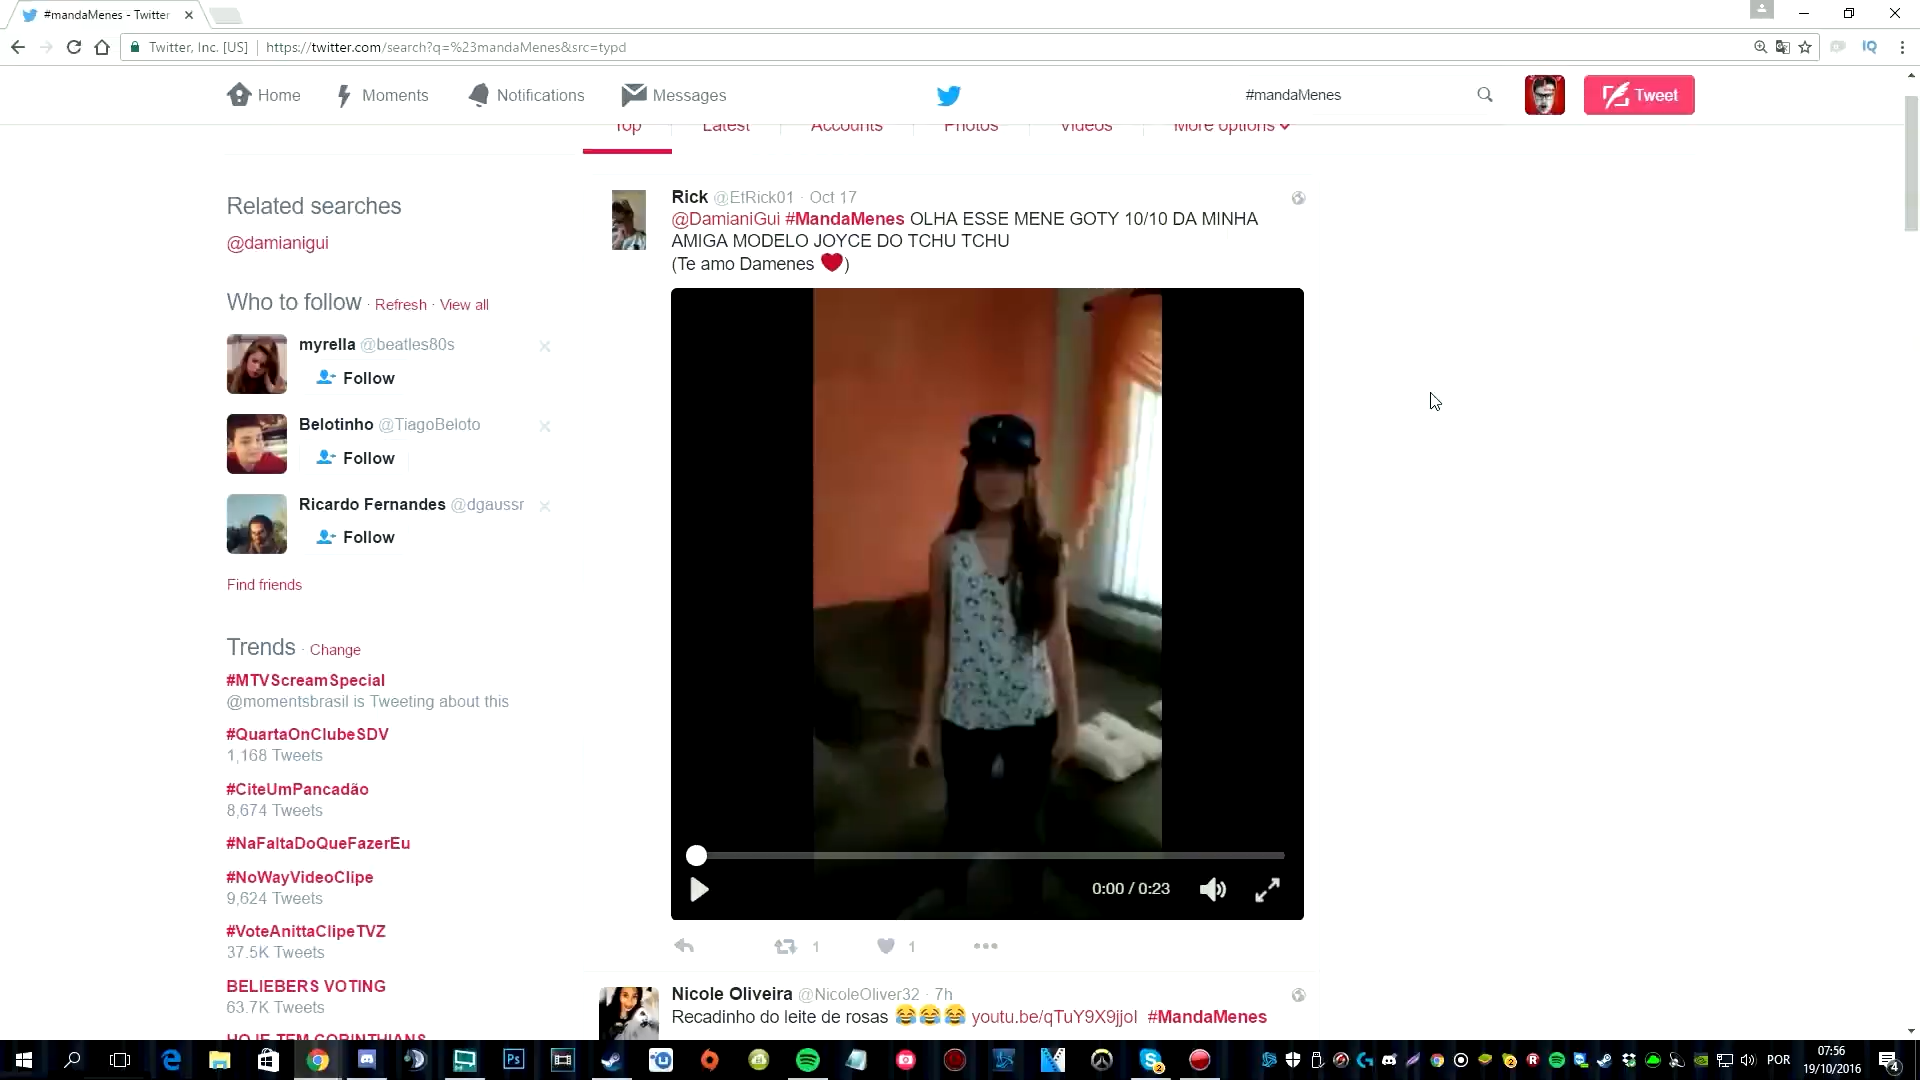 #mandaMenes - Twitter
Twitter, Inc. [US] https://twitter.com/search?q=%23mandaMenes&src=typd
Home
Moments
Notifications
Messages
#mandaMenes
Tweet
Top
Latest
Accounts
Photos
Videos
More options
Related searches
@damianigui
Who to follow · Refresh · View all
myrella @beatles80s
Follow
Belotinho @TiagoBeloto
Follow
Ricardo Fernandes @dgaussr
Follow
Find friends
Trends · Change
#MTVScreamSpecial
@momentsbrasil is Tweeting about this
#QuartaOnClubeSDV
1,168 Tweets
#CiteUmPancadão
8,674 Tweets
#NaFaltaDoQueFazerEu
#NoWayVideoClipe
9,624 Tweets
#VoteAnittaClipeTVZ
37.5K Tweets
BELIEBERS VOTING
63.7K Tweets
HOJE TEM CORINTHIANS
Rick @EfRick01 · Oct 17
@DamianiGui #MandaMenes OLHA ESSE MENE GOTY 10/10 DA MINHA
AMIGA MODELO JOYCE DO TCHU TCHU
(Te amo Damenes ❤)
0:00 / 0:23
1
1
Nicole Oliveira @NicoleOliver32 · 7h
Recadinho do leite de rosas 😂😂😂 youtu.be/qTuY9X9jjoI #MandaMenes
POR
07:56
19/10/2016